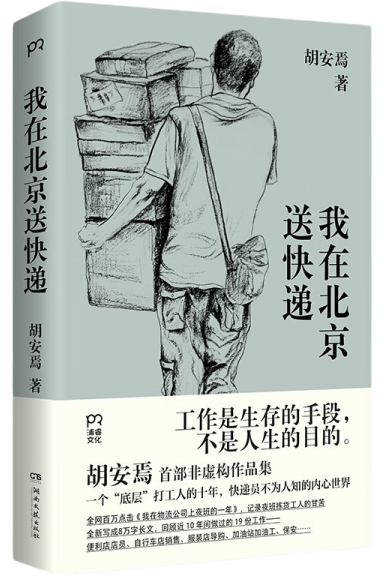 我在北京送快递
胡安焉 著
CS
湖南文艺出版社
胡安焉
著
我在北京
送快递
浦睿文化
工作是生存的手段，
不是人生的目的。
胡安焉 首部非虚构作品集
一个“底层”打工人的十年，快递员不为人知的内心世界
全网百万点击《我在物流公司上夜班的一年》，记录夜班拣货工人的甘苦
全新写成8万字长文，回顾近10年间做过的19份工作——
便利店店员、自行车店销售、服装店导购、加油站加油工、保安……